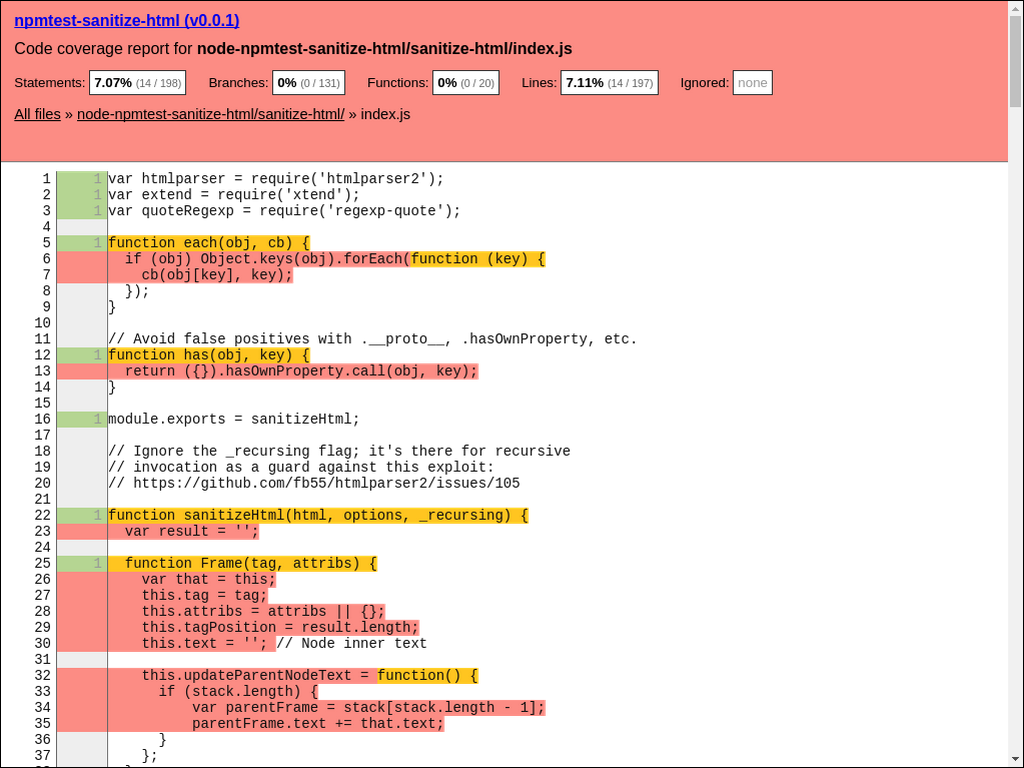 npmtest-sanitize-html (v0.0.1)
Code coverage report for node-npmtest-sanitize-html/sanitize-html/index.js
Statements: 7.07% (14 / 198) Branches: 0% (0 / 131) Functions: 0% (0 / 20) Lines: 7.11% (14 / 197) Ignored: none
All files » node-npmtest-sanitize-html/sanitize-html/ » index.js
1 1 var htmlparser = require('htmlparser2');
2 1 var extend = require('xtend');
3 1 var quoteRegexp = require('regexp-quote');
4
5 1 function each(obj, cb) {
6 if (obj) Object.keys(obj).forEach(function (key) {
7 cb(obj[key], key);
8 });
9 }
10
11 // Avoid false positives with .__proto__, .hasOwnProperty, etc.
12 1 function has(obj, key) {
13 return ({}).hasOwnProperty.call(obj, key);
14 }
15
16 1 module.exports = sanitizeHtml;
17
18 // Ignore the _recursing flag; it's there for recursive
19 // invocation as a guard against this exploit:
20 // https://github.com/fb55/htmlparser2/issues/105
21
22 1 function sanitizeHtml(html, options, _recursing) {
23 var result = '';
24
25 1 function Frame(tag, attribs) {
26 var that = this;
27 this.tag = tag;
28 this.attribs = attribs || {};
29 this.tagPosition = result.length;
30 this.text = ''; // Node inner text
31
32 this.updateParentNodeText = function() {
33 if (stack.length) {
34 var parentFrame = stack[stack.length - 1];
35 parentFrame.text += that.text;
36 }
37 };